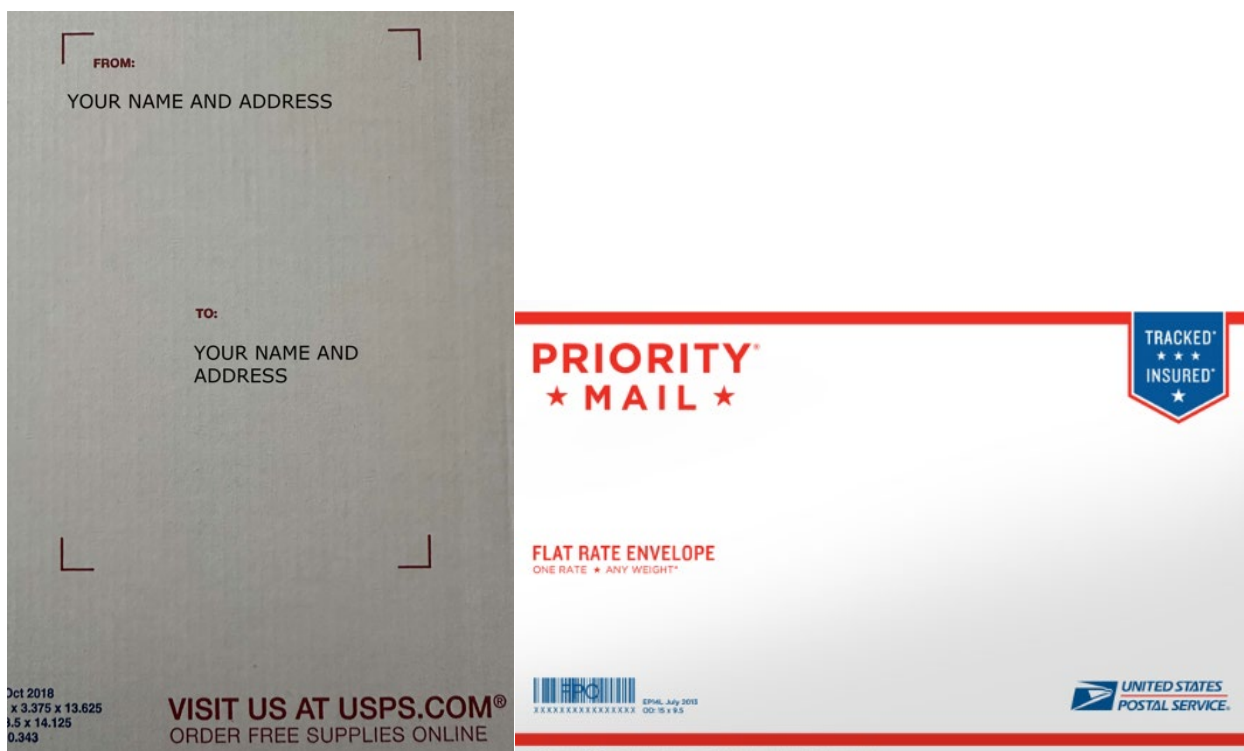 FROM:
YOUR NAME AND ADDRESS
TO:
YOUR NAME AND
ADDRESS
Oct 2018
x 3.375 x 13.625
.5 x 14.125
0.343
VISIT US AT USPS.COM®
ORDER FREE SUPPLIES ONLINE
PRIORITY®
★ MAIL ★
TRACKED*
★ ★ ★
INSURED*
★
FLAT RATE ENVELOPE
ONE RATE ★ ANY WEIGHT*
FPO
XXXXXXXXXXXXXXXX
EP14L July 2013
OD: 15 x 9.5
UNITED STATES
POSTAL SERVICE®